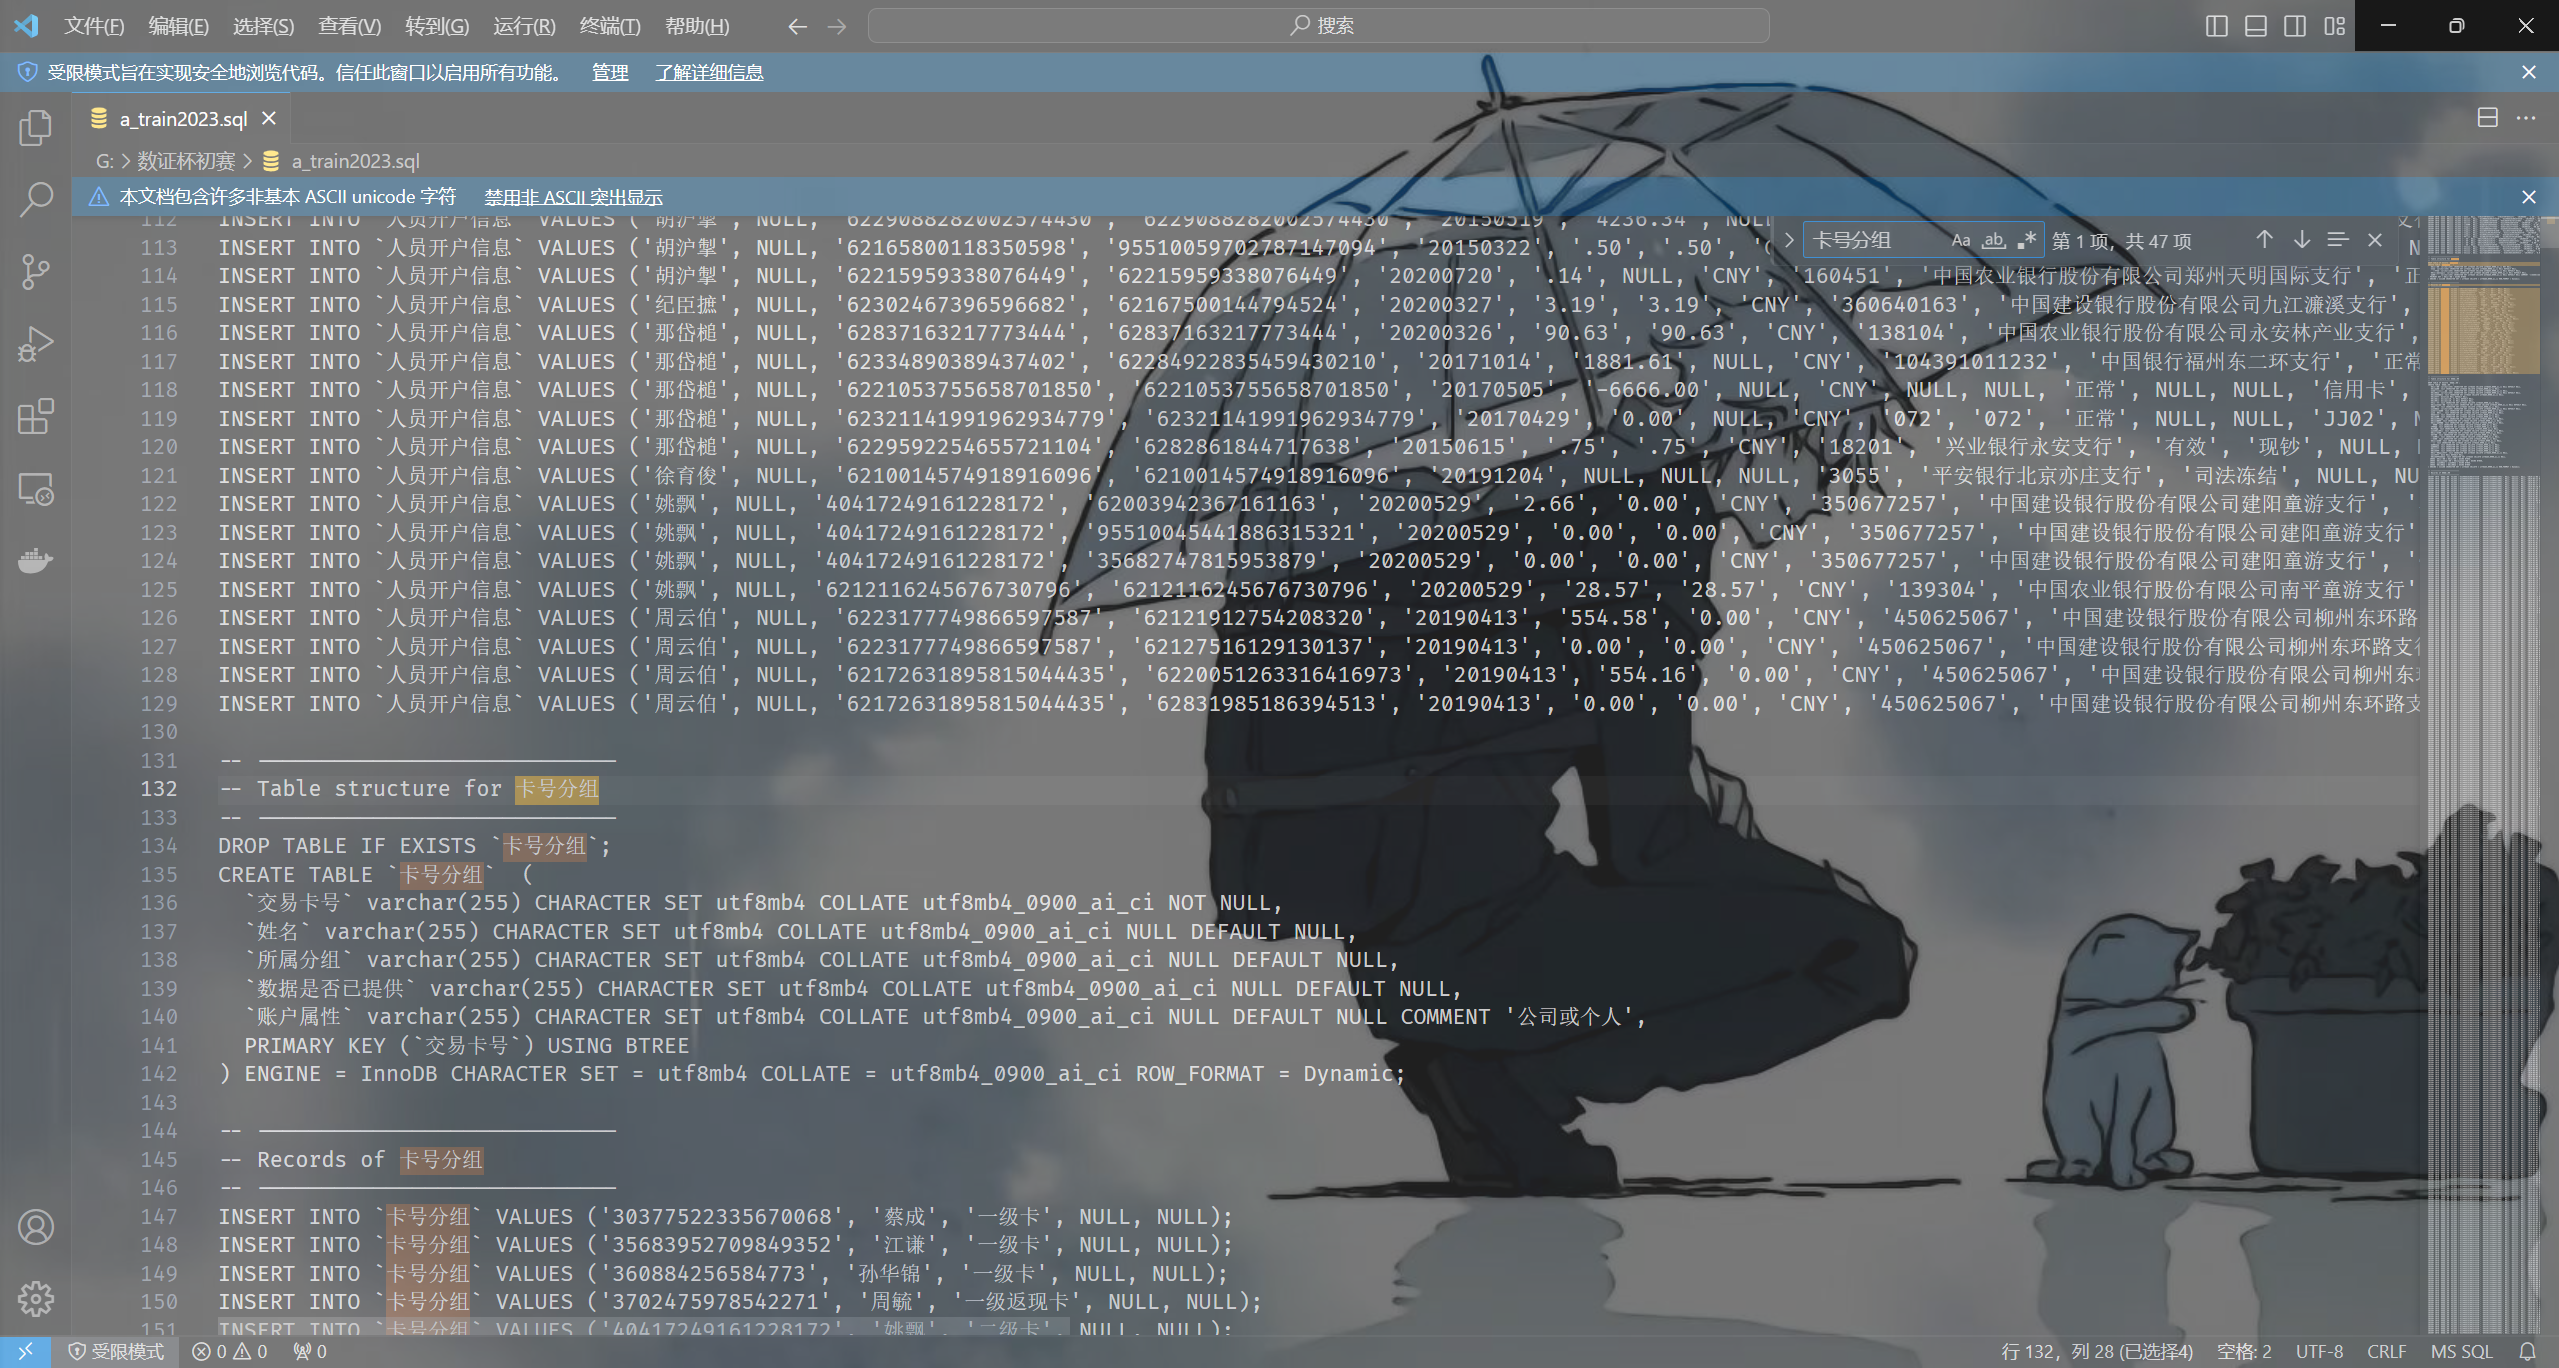 文件(F) 编辑(E) 选择(S) 查看(V) 转到(G) 运行(R) 终端(T) 帮助(H) 搜索
受限模式旨在实现安全地浏览代码。信任此窗口以启用所有功能。 管理 了解详细信息
a_train2023.sql
G: > 数证杯初赛 > a_train2023.sql
本文档包含许多非基本 ASCII unicode 字符 禁用非 ASCII 突出显示
卡号分组 Aa ab 第 1 项，共 47 项
112 INSERT INTO `人员开户信息` VALUES ('胡沪掣', NULL, '6229088282002574430', '6229088282002574430', '20150519', '4236.34', NULL
113 INSERT INTO `人员开户信息` VALUES ('胡沪掣', NULL, '62165800118350598', '95510059702787147094', '20150322', '.50', '.50',
114 INSERT INTO `人员开户信息` VALUES ('胡沪掣', NULL, '62215959338076449', '62215959338076449', '20200720', '.14', NULL, 'CNY', '160451', '中国农业银行股份有限公司郑州天明国际支行', '正
115 INSERT INTO `人员开户信息` VALUES ('纪臣摭', NULL, '62302467396596682', '62167500144794524', '20200327', '3.19', '3.19', 'CNY', '360640163', '中国建设银行股份有限公司九江濂溪支行',
116 INSERT INTO `人员开户信息` VALUES ('那岱槌', NULL, '62837163217773444', '62837163217773444', '20200326', '90.63', '90.63', 'CNY', '138104', '中国农业银行股份有限公司永安林产业支行',
117 INSERT INTO `人员开户信息` VALUES ('那岱槌', NULL, '62334890389437402', '62284922835459430210', '20171014', '1881.61', NULL, 'CNY', '104391011232', '中国银行福州东二环支行', '正常
118 INSERT INTO `人员开户信息` VALUES ('那岱槌', NULL, '6221053755658701850', '6221053755658701850', '20170505', '-6666.00', NULL, 'CNY', NULL, NULL, '正常', NULL, NULL, '信用卡',
119 INSERT INTO `人员开户信息` VALUES ('那岱槌', NULL, '62321141991962934779', '62321141991962934779', '20170429', '0.00', NULL, 'CNY', '072', '072', '正常', NULL, NULL, 'JJ02',
120 INSERT INTO `人员开户信息` VALUES ('那岱槌', NULL, '6229592254655721104', '6282861844717638', '20150615', '.75', '.75', 'CNY', '18201', '兴业银行永安支行', '有效', '现钞', NULL,
121 INSERT INTO `人员开户信息` VALUES ('徐育俊', NULL, '6210014574918916096', '6210014574918916096', '20191204', NULL, NULL, NULL, '3055', '平安银行北京亦庄支行', '司法冻结', NULL, NU
122 INSERT INTO `人员开户信息` VALUES ('姚飘', NULL, '40417249161228172', '62003942367161163', '20200529', '2.66', '0.00', 'CNY', '350677257', '中国建设银行股份有限公司建阳童游支行',
123 INSERT INTO `人员开户信息` VALUES ('姚飘', NULL, '40417249161228172', '95510045441886315321', '20200529', '0.00', '0.00', 'CNY', '350677257', '中国建设银行股份有限公司建阳童游支行'
124 INSERT INTO `人员开户信息` VALUES ('姚飘', NULL, '40417249161228172', '35682747815953879', '20200529', '0.00', '0.00', 'CNY', '350677257', '中国建设银行股份有限公司建阳童游支行',
125 INSERT INTO `人员开户信息` VALUES ('姚飘', NULL, '6212116245676730796', '6212116245676730796', '20200529', '28.57', '28.57', 'CNY', '139304', '中国农业银行股份有限公司南平童游支行'
126 INSERT INTO `人员开户信息` VALUES ('周云伯', NULL, '62231777498665​97587', '62121912754208320', '20190413', '554.58', '0.00', 'CNY', '450625067', '中国建设银行股份有限公司柳州东环路
127 INSERT INTO `人员开户信息` VALUES ('周云伯', NULL, '6223177749866597587', '62127516129130137', '20190413', '0.00', '0.00', 'CNY', '450625067', '中国建设银行股份有限公司柳州东环路支行
128 INSERT INTO `人员开户信息` VALUES ('周云伯', NULL, '62172631895815044435', '6220051263316416973', '20190413', '554.16', '0.00', 'CNY', '450625067', '中国建设银行股份有限公司柳州东环
129 INSERT INTO `人员开户信息` VALUES ('周云伯', NULL, '62172631895815044435', '62831985186394513', '20190413', '0.00', '0.00', 'CNY', '450625067', '中国建设银行股份有限公司柳州东环路支
130
131 -- ----------------------------
132 -- Table structure for 卡号分组
133 -- ----------------------------
134 DROP TABLE IF EXISTS `卡号分组`;
135 CREATE TABLE `卡号分组` (
136 `交易卡号` varchar(255) CHARACTER SET utf8mb4 COLLATE utf8mb4_0900_ai_ci NOT NULL,
137 `姓名` varchar(255) CHARACTER SET utf8mb4 COLLATE utf8mb4_0900_ai_ci NULL DEFAULT NULL,
138 `所属分组` varchar(255) CHARACTER SET utf8mb4 COLLATE utf8mb4_0900_ai_ci NULL DEFAULT NULL,
139 `数据是否已提供` varchar(255) CHARACTER SET utf8mb4 COLLATE utf8mb4_0900_ai_ci NULL DEFAULT NULL,
140 `账户属性` varchar(255) CHARACTER SET utf8mb4 COLLATE utf8mb4_0900_ai_ci NULL DEFAULT NULL COMMENT '公司或个人',
141 PRIMARY KEY (`交易卡号`) USING BTREE
142 ) ENGINE = InnoDB CHARACTER SET = utf8mb4 COLLATE = utf8mb4_0900_ai_ci ROW_FORMAT = Dynamic;
143
144 -- ----------------------------
145 -- Records of 卡号分组
146 -- ----------------------------
147 INSERT INTO `卡号分组` VALUES ('30377522335670068', '蔡成', '一级卡', NULL, NULL);
148 INSERT INTO `卡号分组` VALUES ('356839527​09849352', '江谦', '一级卡', NULL, NULL);
149 INSERT INTO `卡号分组` VALUES ('360884256584773', '孙华锦', '一级卡', NULL, NULL);
150 INSERT INTO `卡号分组` VALUES ('3702475978542271', '周毓', '一级返现卡', NULL, NULL);
151 INSERT INTO `卡号分组` VALUES ('40417249161228172', '姚飘', '二级卡', NULL, NULL);
受限模式 0 0 0 行 132，列 28 (已选择4) 空格: 2 UTF-8 CRLF MS SQL